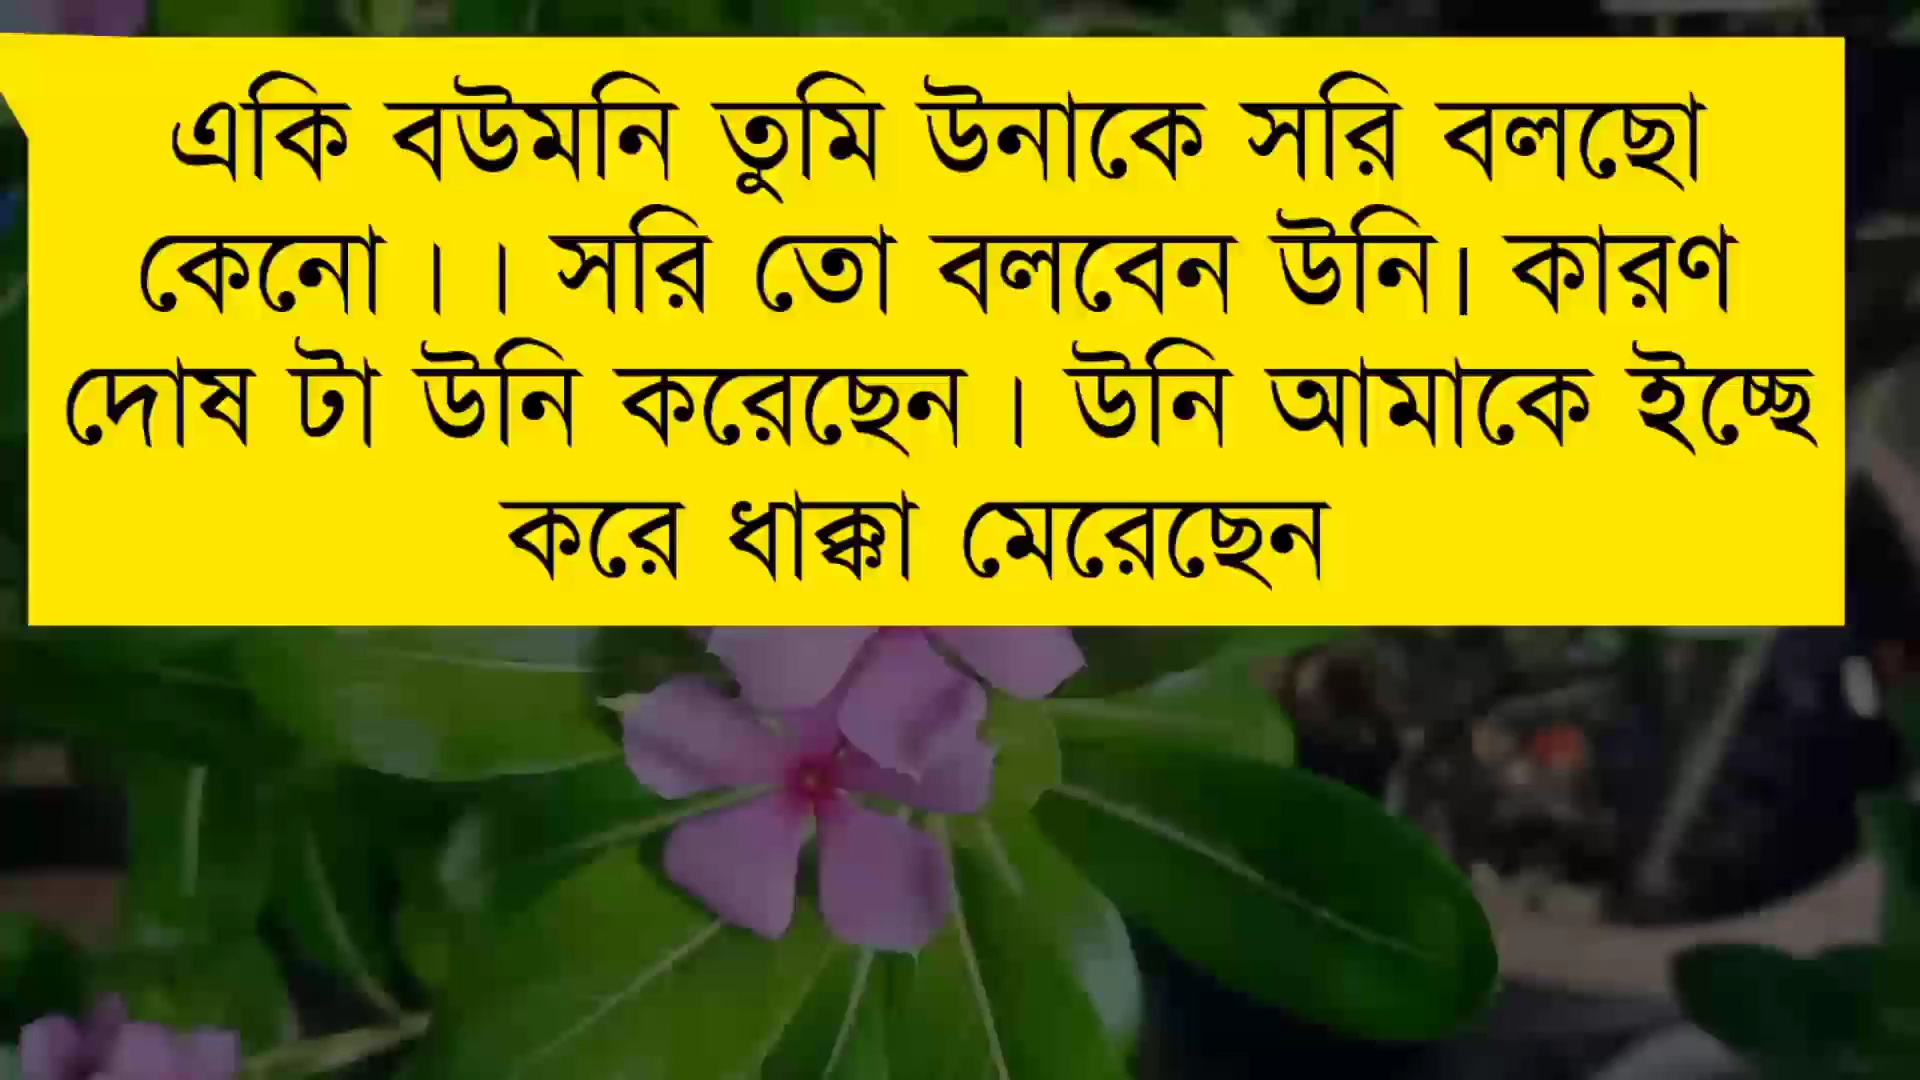 একি বউমনি তুমি উনাকে সরি বলছো
কেনো।। সরি তো বলবেন উনি। কারণ
দোষ টা উনি করেছেন। উনি আমাকে ইচ্ছে
করে ধাক্কা মেরেছেন